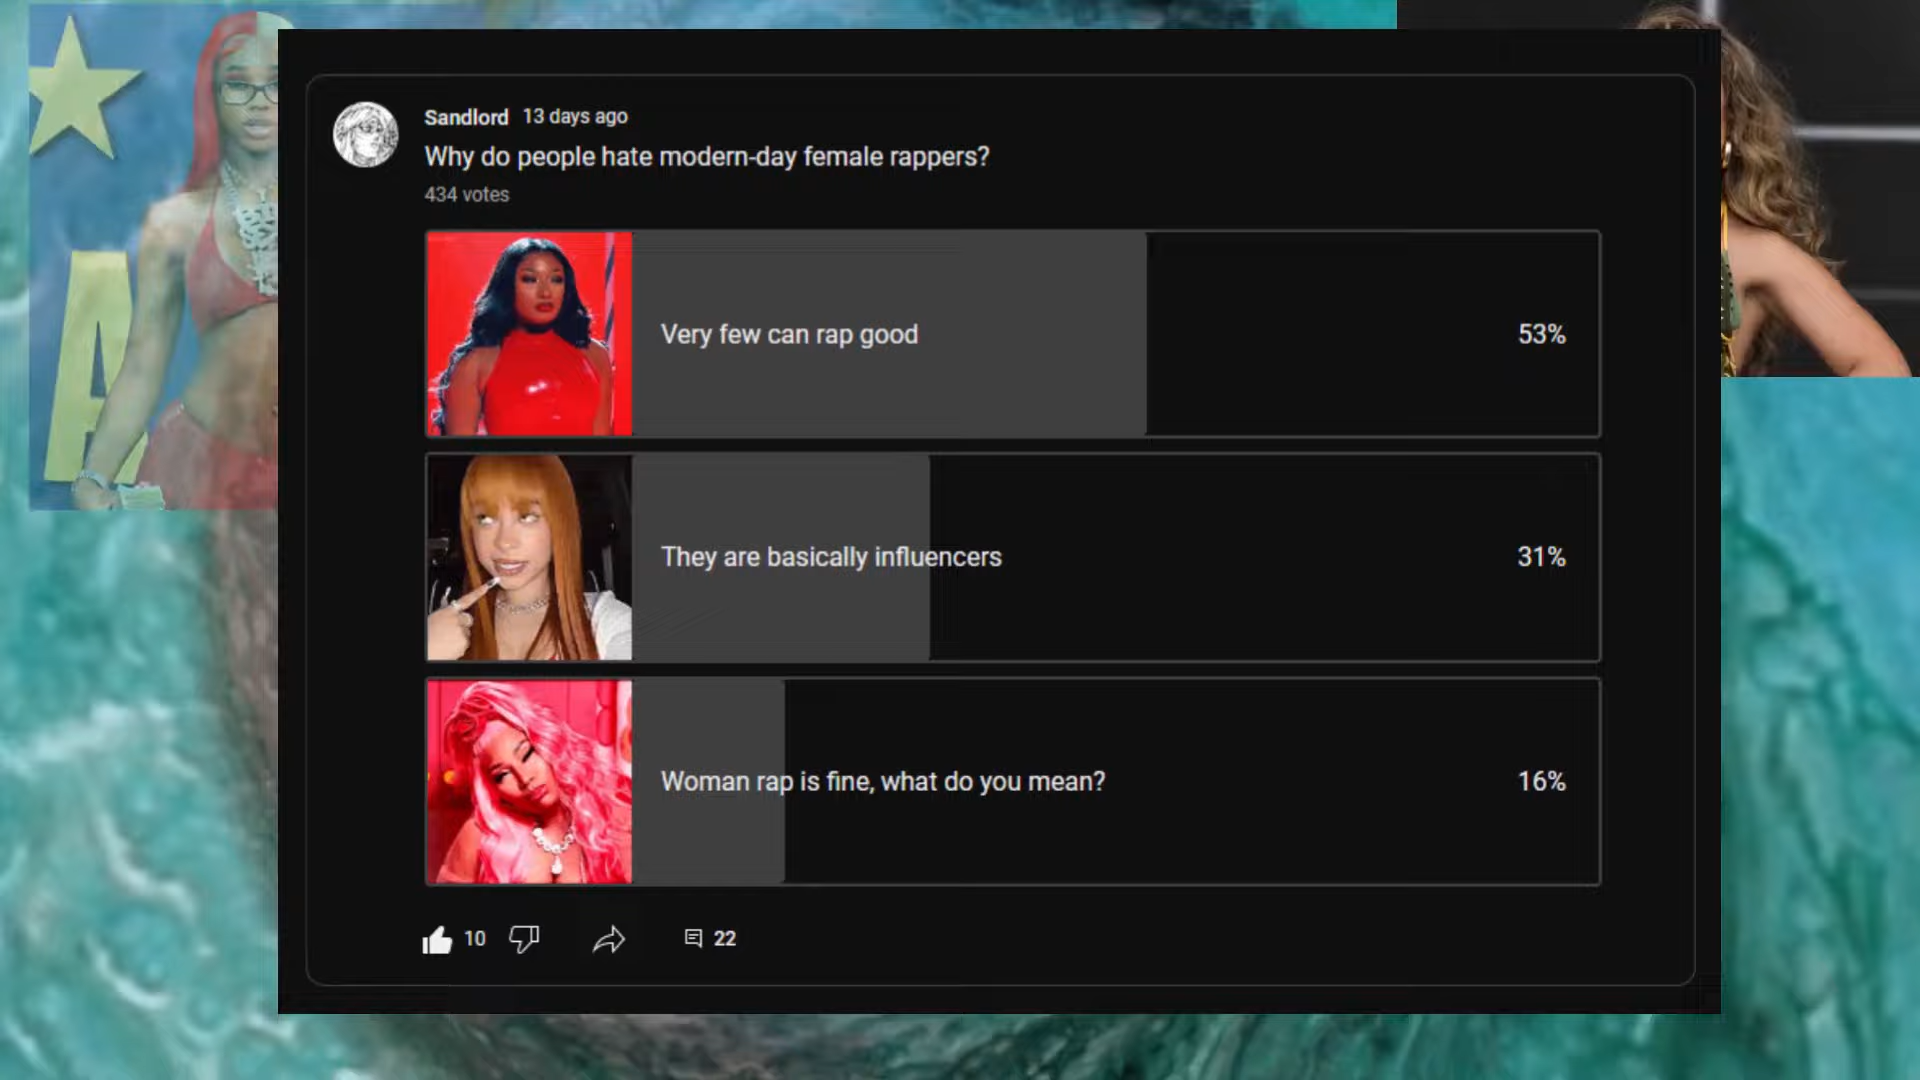 Sandlord 13 days ago
Why do people hate modern-day female rappers?
434 votes
Very few can rap good
53%
They are basically influencers
31%
Woman rap is fine, what do you mean?
16%
10
22
A